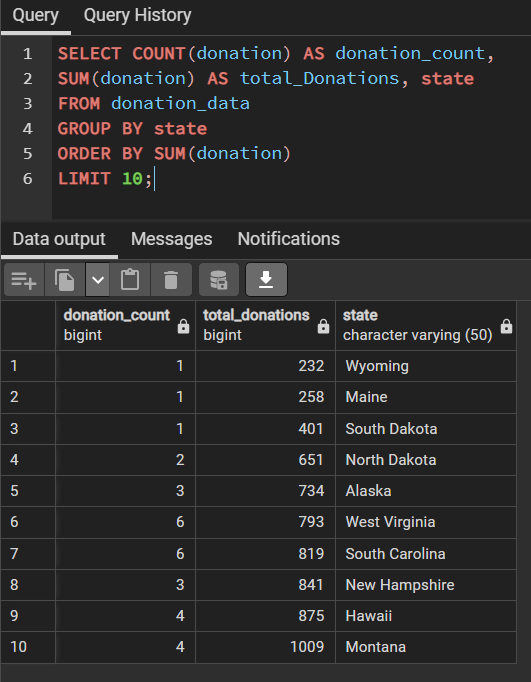 Query Query History
1 SELECT COUNT(donation) AS donation_count,
2 SUM(donation) AS total_Donations, state
3 FROM donation_data
4 GROUP BY state
5 ORDER BY SUM(donation)
6 LIMIT 10;
Data output Messages Notifications
donation_count total_donations state
bigint bigint character varying (50)
1 1 232 Wyoming
2 1 258 Maine
3 1 401 South Dakota
4 2 651 North Dakota
5 3 734 Alaska
6 6 793 West Virginia
7 6 819 South Carolina
8 3 841 New Hampshire
9 4 875 Hawaii
10 4 1009 Montana